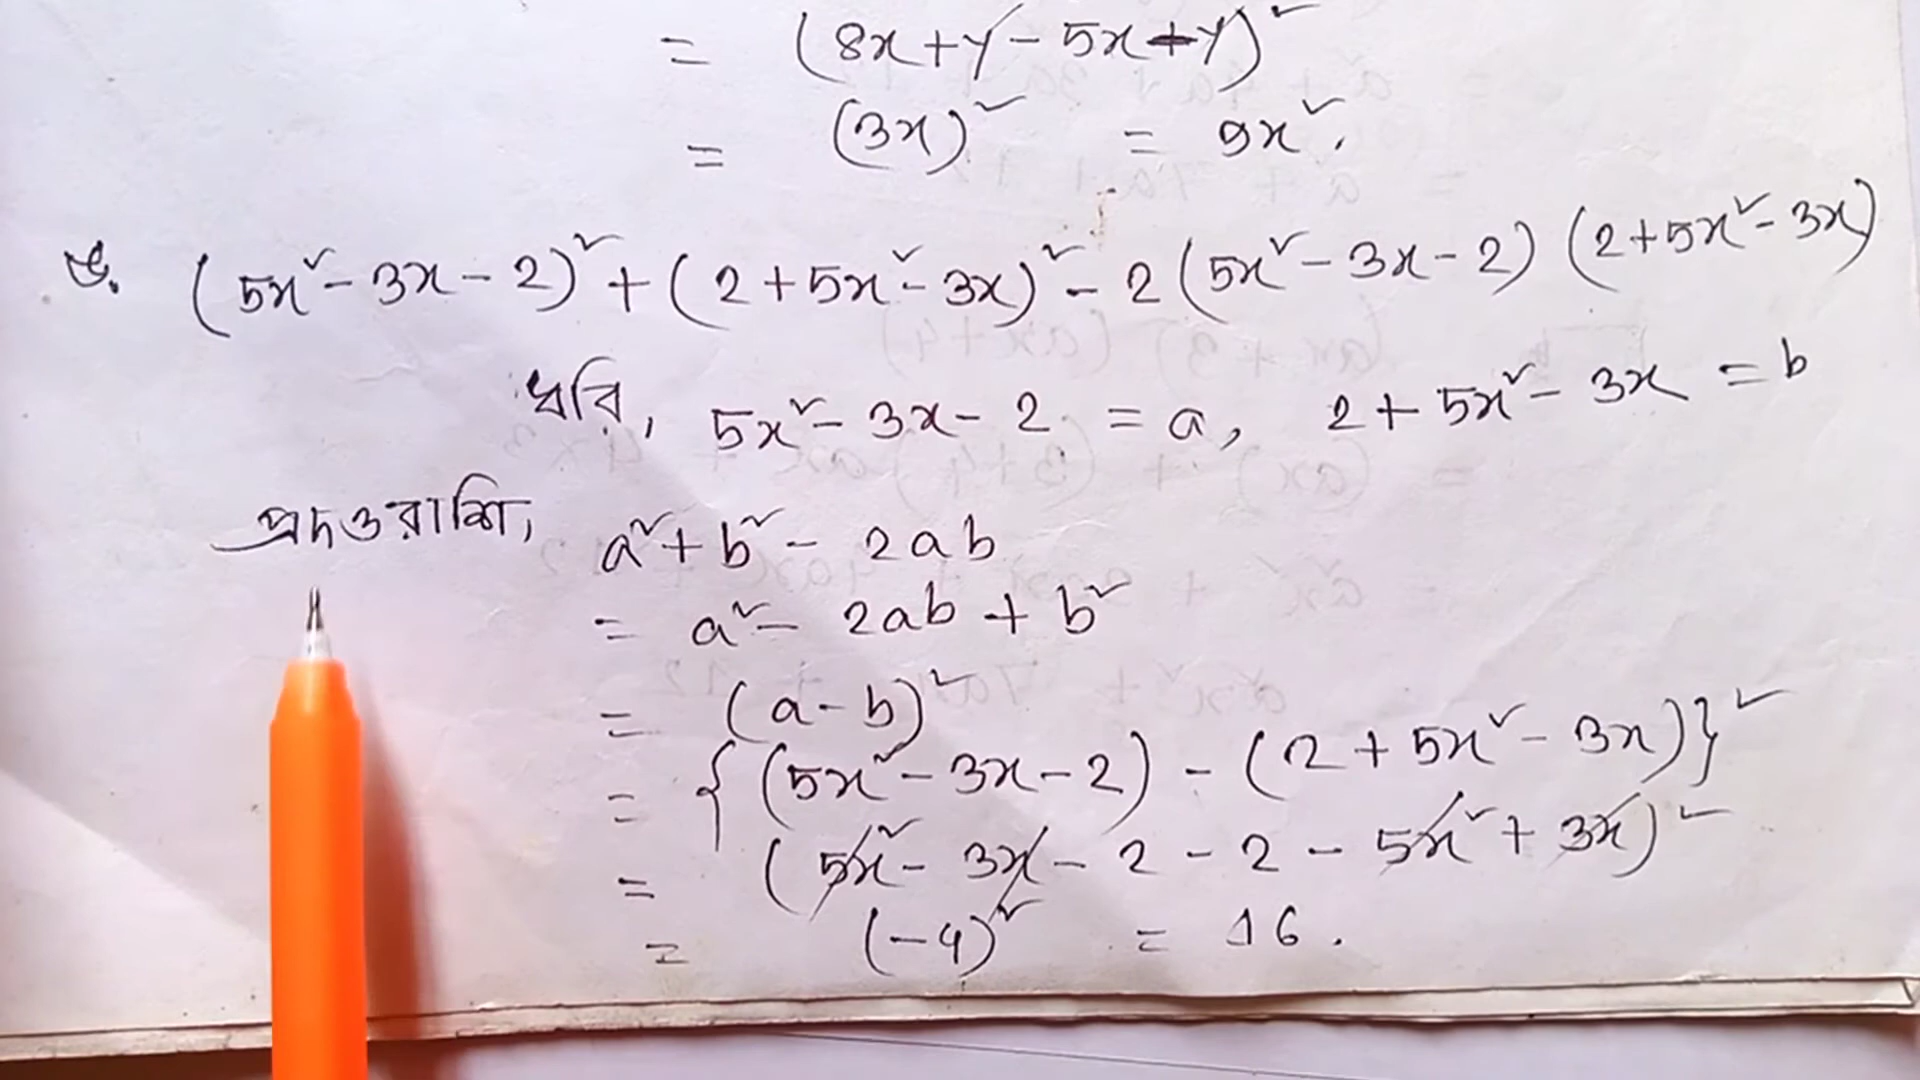 = (8x+y - 5x - y)²
= (3x)² = 9x².
৩. (5x² - 3x - 2)² + (2 + 5x² - 3x)² - 2(5x² - 3x - 2)(2 + 5x² - 3x)
ধরি, 5x² - 3x - 2 = a, 2 + 5x² - 3x = b
প্রদত্তরাশি, a² + b² - 2ab
= a² - 2ab + b²
= (a - b)²
= {(5x² - 3x - 2) - (2 + 5x² - 3x)}²
= (5x² - 3x - 2 - 2 - 5x² + 3x)²
= (-4)² = 16.